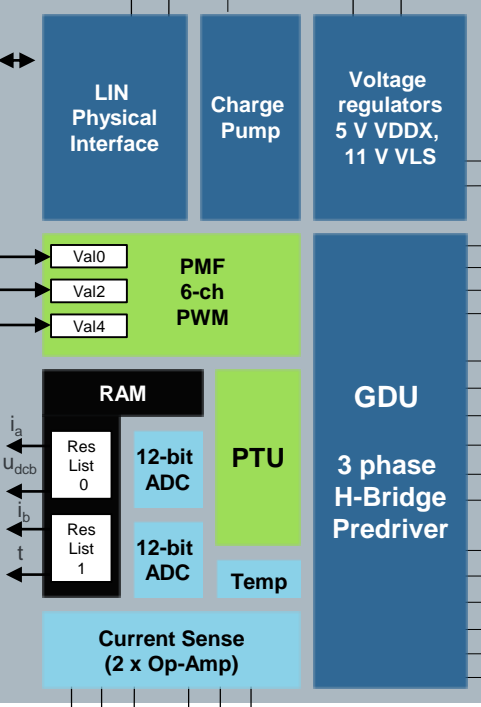 LIN
Physical
Interface
Charge
Pump
Voltage
regulators
5 V VDDX,
11 V VLS
Val0
Val2
Val4
PMF
6-ch
PWM
RAM
ia
udcb
ib
t
Res
List
0
Res
List
1
12-bit
ADC
12-bit
ADC
PTU
Temp
GDU
3 phase
H-Bridge
Predriver
Current Sense
(2 x Op-Amp)